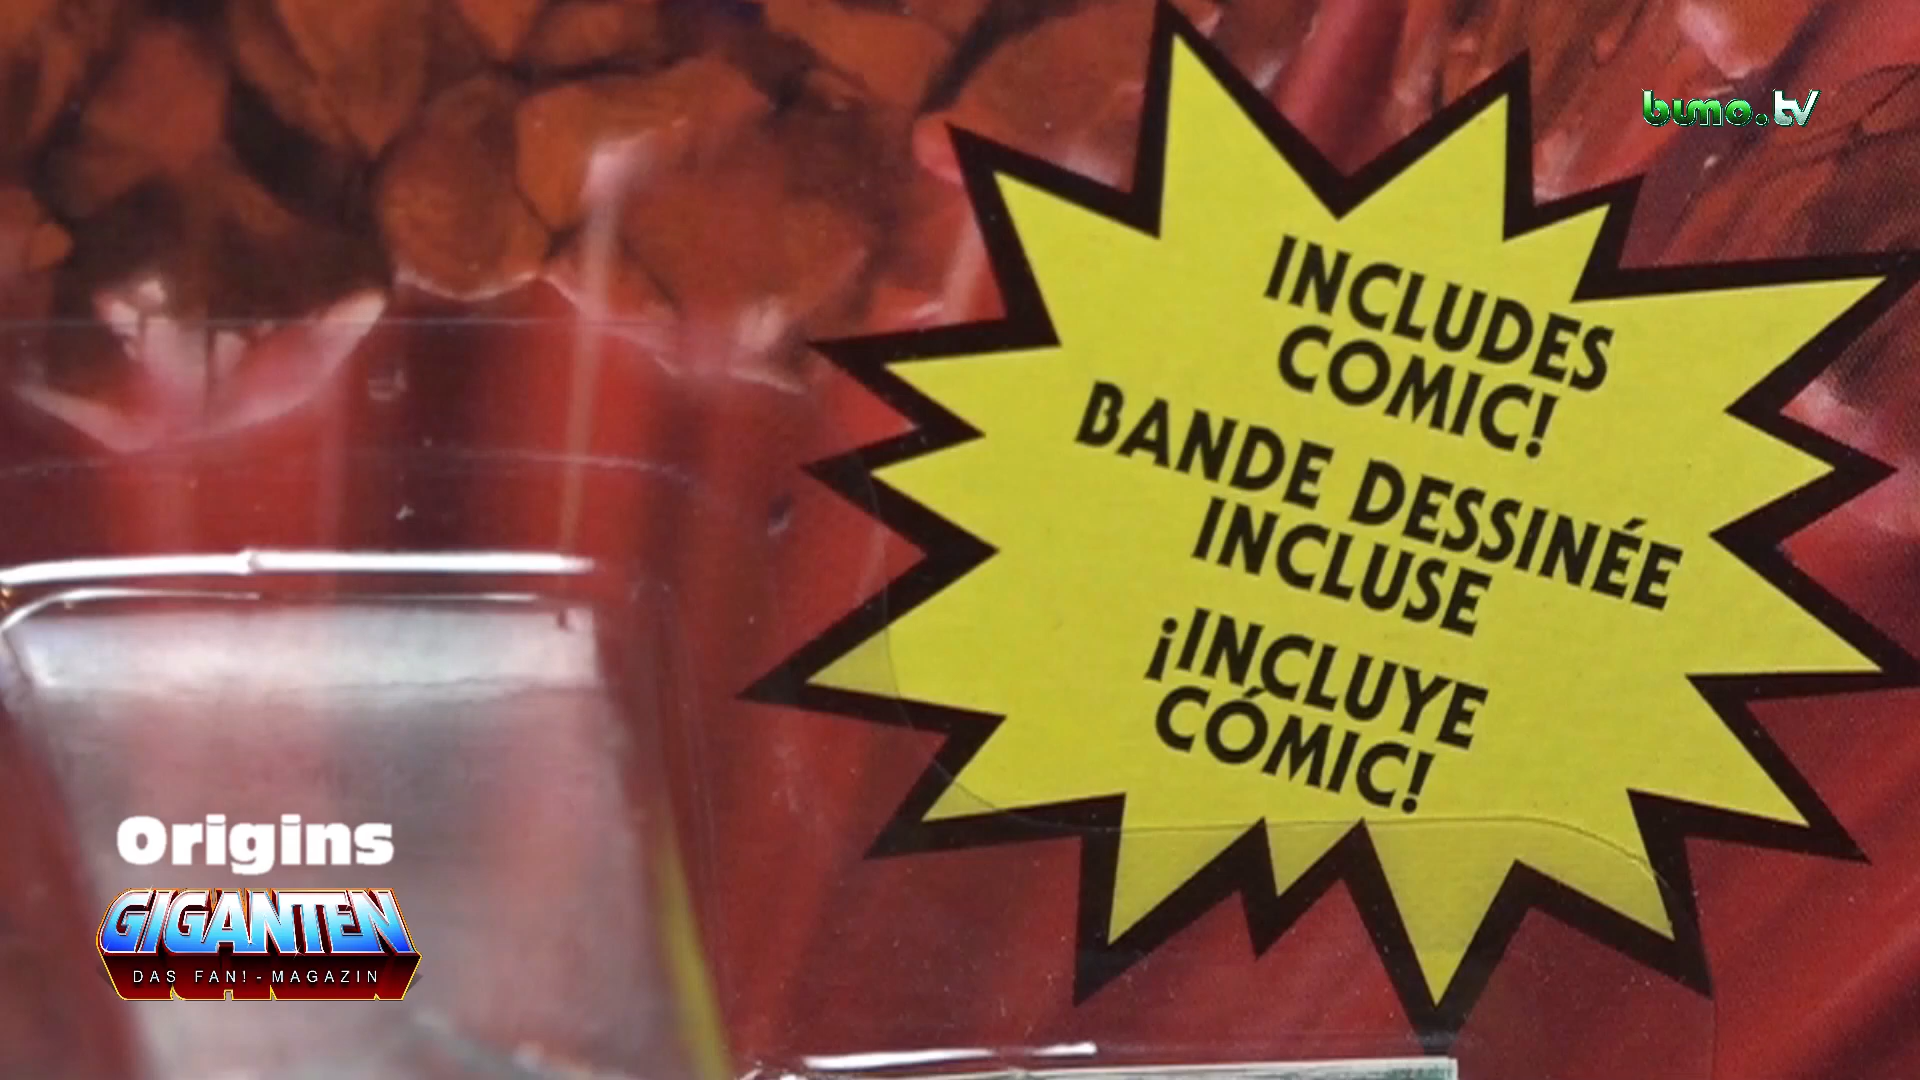 bumo.tv
INCLUDES
COMIC!
BANDE DESSINÉE
INCLUSE
¡INCLUYE
CÓMIC!
Origins
GIGANTEN
DAS FAN!-MAGAZIN